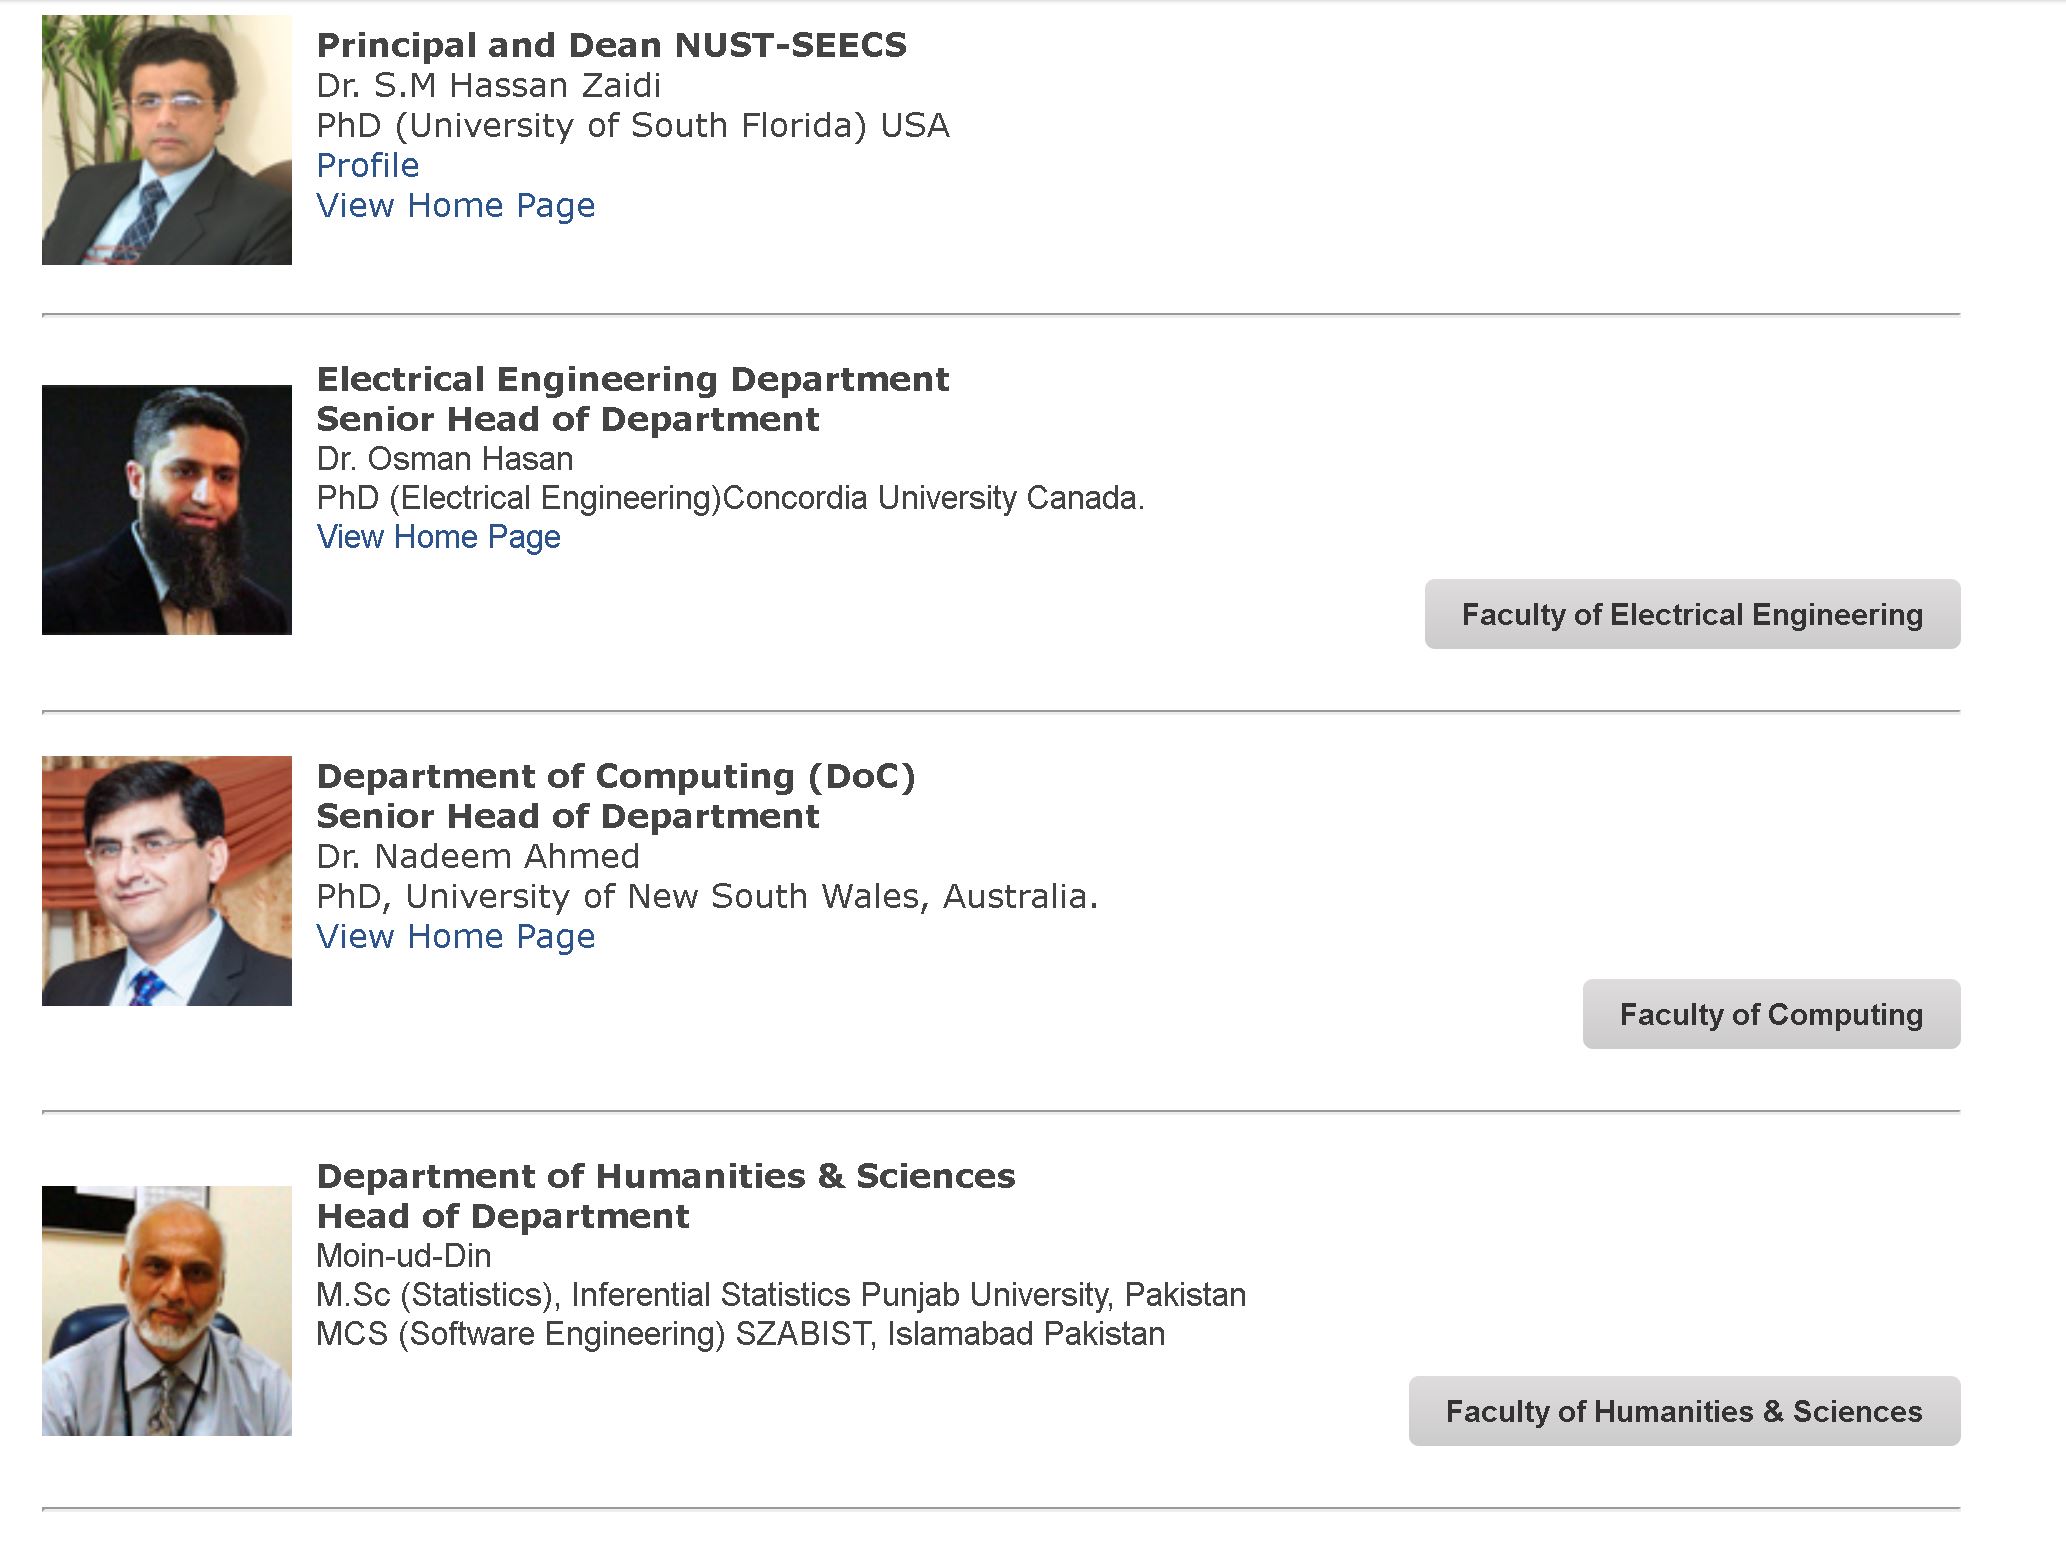 Principal and Dean NUST-SEECS
Dr. S.M Hassan Zaidi
PhD (University of South Florida) USA
Profile
View Home Page
Electrical Engineering Department
Senior Head of Department
Dr. Osman Hasan
PhD (Electrical Engineering)Concordia University Canada.
View Home Page
Faculty of Electrical Engineering
Department of Computing (DoC)
Senior Head of Department
Dr. Nadeem Ahmed
PhD, University of New South Wales, Australia.
View Home Page
Faculty of Computing
Department of Humanities & Sciences
Head of Department
Moin-ud-Din
M.Sc (Statistics), Inferential Statistics Punjab University, Pakistan
MCS (Software Engineering) SZABIST, Islamabad Pakistan
Faculty of Humanities & Sciences